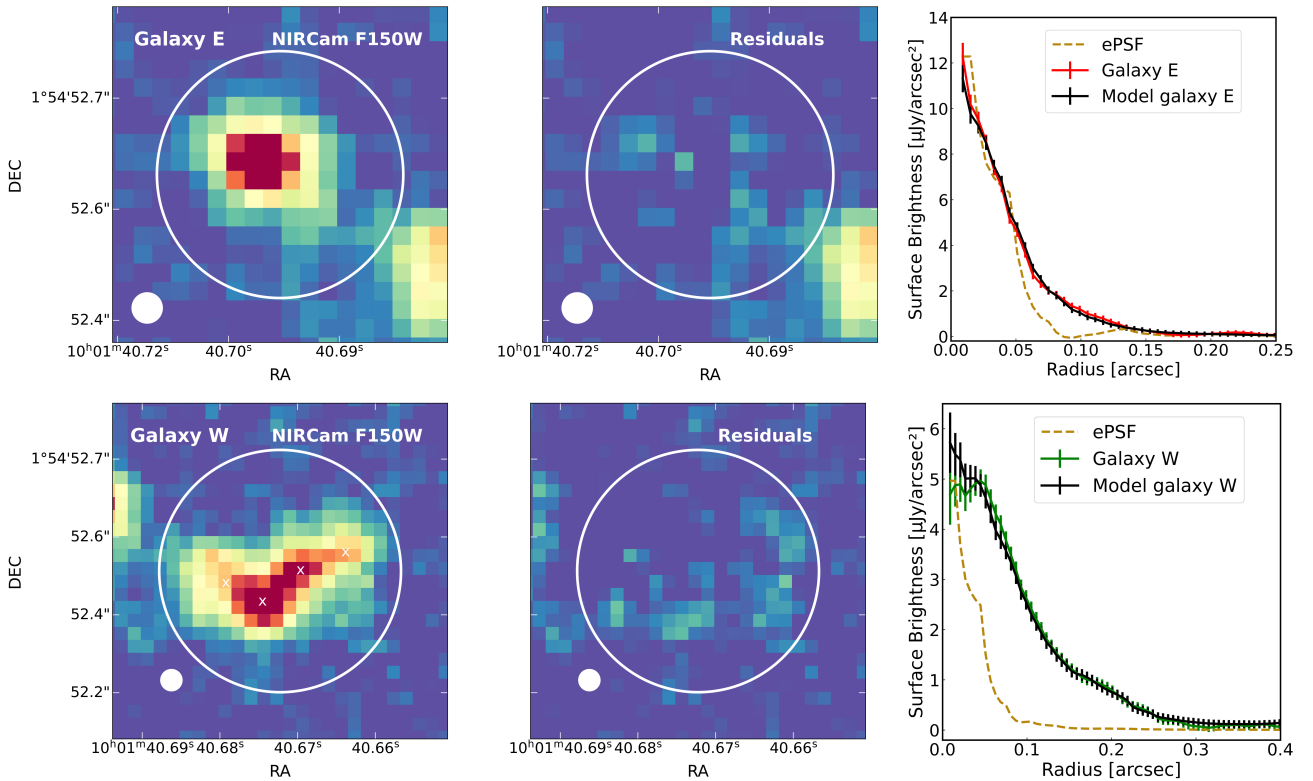 Galaxy E NIRCam F150W
Residuals
DEC
1°54'52.7"
52.6"
52.4"
10ʰ01ᵐ40.72ˢ 40.70ˢ 40.69ˢ
RA
10ʰ01ᵐ40.72ˢ 40.70ˢ 40.69ˢ
RA
Surface Brightness [μJy/arcsec²]
14
12
10
8
6
4
2
0
ePSF
Galaxy E
Model galaxy E
0.00 0.05 0.10 0.15 0.20 0.25
Radius [arcsec]
Galaxy W NIRCam F150W
Residuals
DEC
1°54'52.7"
52.6"
52.4"
52.2"
x
x
x
x
10ʰ01ᵐ40.69ˢ 40.68ˢ 40.67ˢ 40.66ˢ
RA
10ʰ01ᵐ40.69ˢ 40.68ˢ 40.67ˢ 40.66ˢ
RA
Surface Brightness [μJy/arcsec²]
6
5
4
3
2
1
0
ePSF
Galaxy W
Model galaxy W
0.0 0.1 0.2 0.3 0.4
Radius [arcsec]